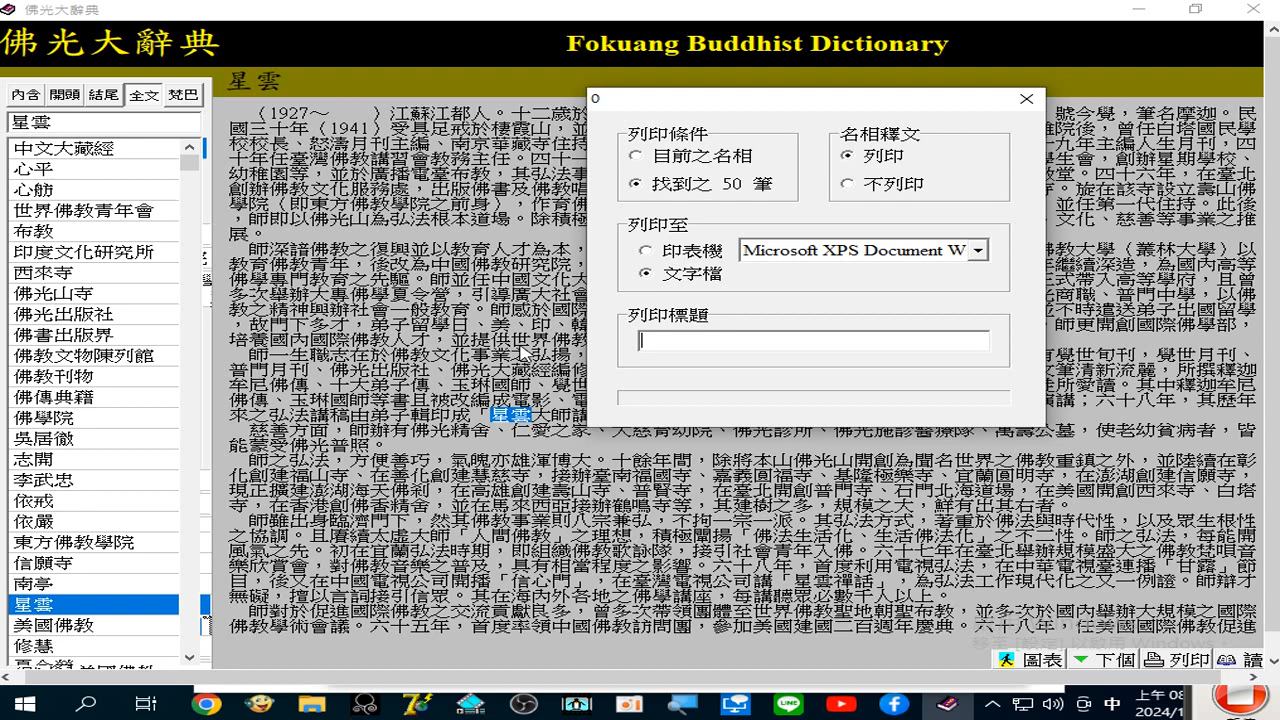 佛光大辭典
佛光大辭典
Fokuang Buddhist Dictionary
內含 開頭 結尾 全文 梵巴
星雲
星雲
中文大藏經
心平
心舫
世界佛教青年會
布教
印度文化研究所
西來寺
佛光山寺
佛光出版社
佛書出版界
佛教文物陳列館
佛教刊物
佛傳典籍
佛學院
吳居徹
志開
李武忠
依戒
依嚴
東方佛教學院
信願寺
南亭
星雲
美國佛教
修慧
(1927~ )江蘇江都人。十二歲於
國三十年(1941)受具足戒於棲霞山,並
校校長、怒濤月刊主編、南京華藏寺住持
十年任臺灣佛教講習會教務主任。四十一
幼稚園等,並於廣播電臺布教,其弘法事
創辦佛教文化服務處,出版佛書及佛教唱
學院(即東方佛教學院之前身),作育佛
,師即以佛光山為弘法根本道場。除積極
展。
師深諳佛教之復興並以教育人才為本,
教育佛教青年,後改為中國佛教研究院,
佛學專門教育之先驅。師並任中國文化大
多次舉辦大專佛學夏令營,引導廣大社會
教之精神與辦社會一般教育。師感於國際
,故門下多才,弟子留學日、美、印、韓
培養國內國際佛教人才,並提供世界佛教
師一生職志在於佛教文化事業之弘揚,
普門月刊、佛光出版社、佛光大藏經編修
牟尼佛傳、十大弟子傳、玉琳國師、覺世
佛傳、玉琳國師等書且被改編成電影、電
來之弘法講稿由弟子輯印成「星雲大師講
慈善方面,師辦有佛光精舍、仁愛之家、大慈育幼院、佛光診所、佛光施診醫療隊、萬壽公墓,使老幼貧病者,皆
能蒙受佛光普照。
師之弘法,方便善巧,氣魄亦雄渾博大。十餘年間,除將本山佛光山開創為聞名世界之佛教重鎮之外,並陸續在彰
化創建福山寺、在善化創建慧慈寺,接辦臺南福國寺、嘉義圓福寺、基隆極樂寺、宜蘭圓明寺,在澎湖創建信願寺,
現正擴建澎湖海天佛剎,在高雄創建壽山寺、普賢寺,在臺北開創普門寺、石門北海道場,在美國開創西來寺、白塔
寺,在香港創佛香精舍,並在馬來西亞接辦鶴鳴寺等,其建樹之多,規模之大,鮮有出其右者。
師雖出身臨濟門下,然其佛教事業則八宗兼弘,不拘一宗一派。其弘法方式,著重於佛法與時代性,以及眾生根性
之協調。且賡續太虛大師「人間佛教」之理想,積極闡揚「佛法生活化、生活佛法化」之不二性。師之弘法,每能開
風氣之先。初在宜蘭弘法時期,即組織佛教歌詠隊,接引社會青年入佛。六十七年在臺北舉辦規模盛大之佛教梵唄音
樂欣賞會,對佛教音樂之普及,具有相當程度之影響。六十八年,首度利用電視弘法,在中華電視臺連播「甘露」節
目,後又在中國電視公司開播「信心門」,在臺灣電視公司講「星雲禪話」,為弘法工作現代化之又一例證。師辯才
無礙,擅以言詞接引信眾。其在海內外各地之佛學講座,每講聽眾必數千人以上。
師對於促進國際佛教之交流貢獻良多,曾多次帶領團體至世界佛教聖地朝聖布教,並多次於國內舉辦大規模之國際
佛教學術會議。六十五年,首度率領中國佛教訪問團,參加美國建國二百週年慶典。六十八年,任美國國際佛教促進
號今覺,筆名摩迦。民
雅院後,曾任白塔國民學
O
列印條件
目前之名相
找到之 50 筆
名相釋文
列印
不列印
列印至
印表機 Microsoft XPS Document W
文字檔
列印標題
圖表 下個 列印 讀
中
上午 08
2024/1